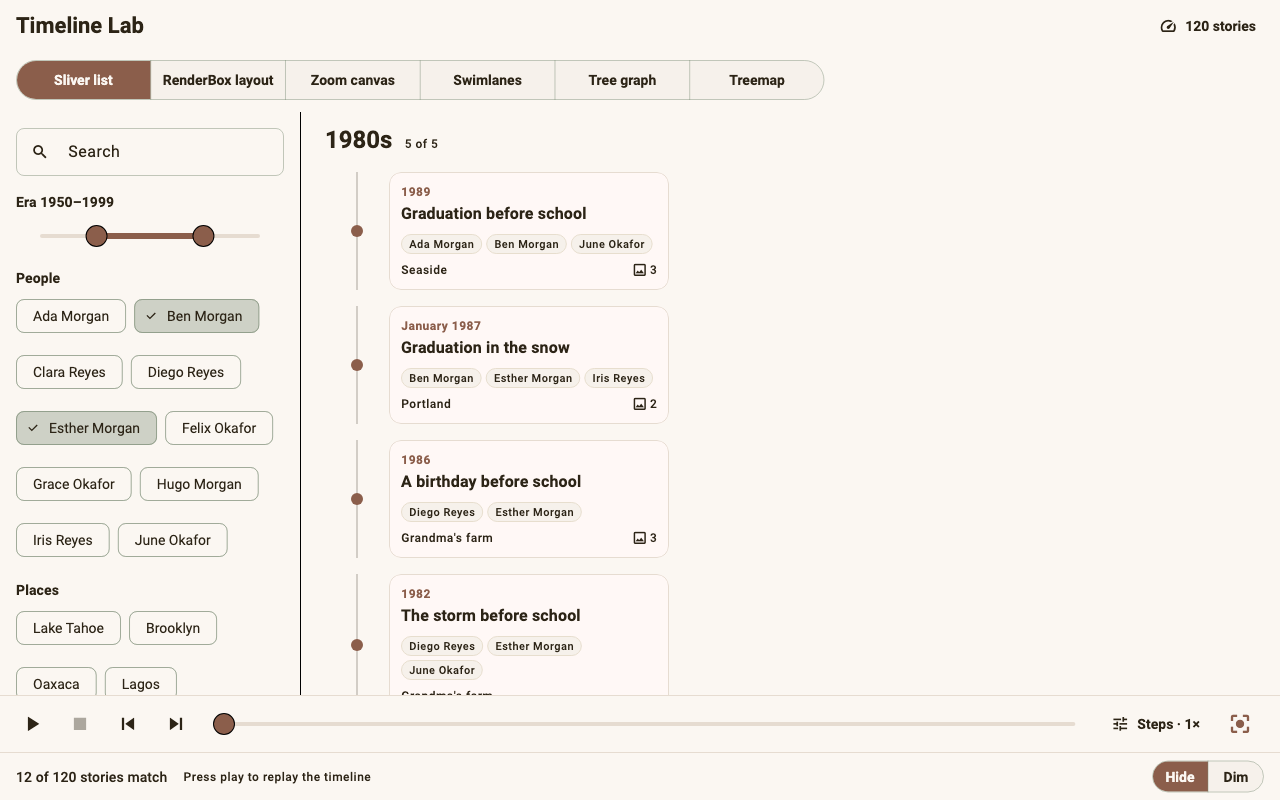 Timeline Lab
120 stories
Sliver list
RenderBox layout
Zoom canvas
Swimlanes
Tree graph
Treemap
Search
Era 1950–1999
People
Ada Morgan
Ben Morgan
Clara Reyes
Diego Reyes
Esther Morgan
Felix Okafor
Grace Okafor
Hugo Morgan
Iris Reyes
June Okafor
Places
Lake Tahoe
Brooklyn
Oaxaca
Lagos
1980s 5 of 5
1989
Graduation before school
Ada Morgan Ben Morgan June Okafor
Seaside 3
January 1987
Graduation in the snow
Ben Morgan Esther Morgan Iris Reyes
Portland 2
1986
A birthday before school
Diego Reyes Esther Morgan
Grandma's farm 3
1982
The storm before school
Diego Reyes Esther Morgan
June Okafor
Grandma's farm
Steps · 1×
12 of 120 stories match Press play to replay the timeline
Hide
Dim